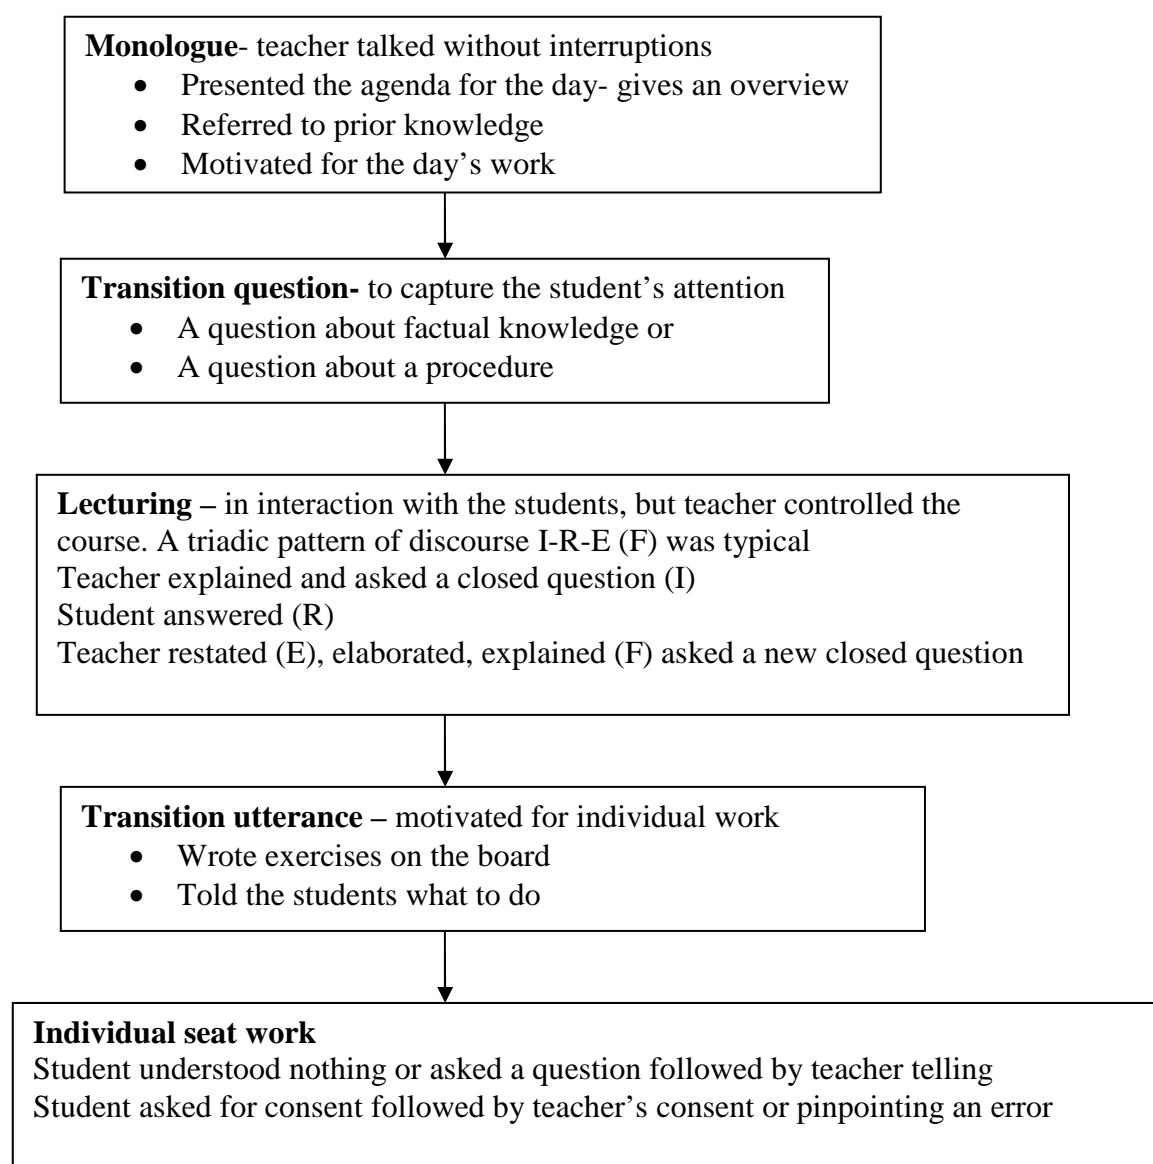 Monologue- teacher talked without interruptions
• Presented the agenda for the day- gives an overview
• Referred to prior knowledge
• Motivated for the day’s work
Transition question- to capture the student’s attention
• A question about factual knowledge or
• A question about a procedure
Lecturing – in interaction with the students, but teacher controlled the
course. A triadic pattern of discourse I-R-E (F) was typical
Teacher explained and asked a closed question (I)
Student answered (R)
Teacher restated (E), elaborated, explained (F) asked a new closed question
Transition utterance – motivated for individual work
• Wrote exercises on the board
• Told the students what to do
Individual seat work
Student understood nothing or asked a question followed by teacher telling
Student asked for consent followed by teacher’s consent or pinpointing an error